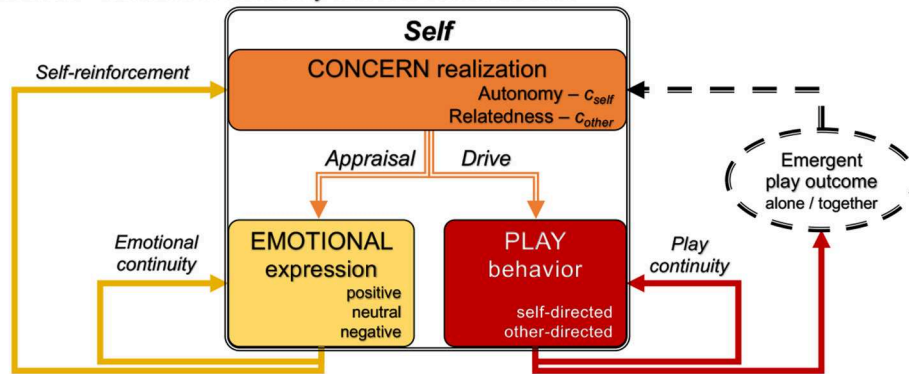 Self
Self-reinforcement
CONCERN realization
Autonomy – c_self
Relatedness – c_other
Appraisal
Drive
Emergent
play outcome
alone / together
Emotional
continuity
EMOTIONAL
expression
positive
neutral
negative
PLAY
behavior
self-directed
other-directed
Play
continuity